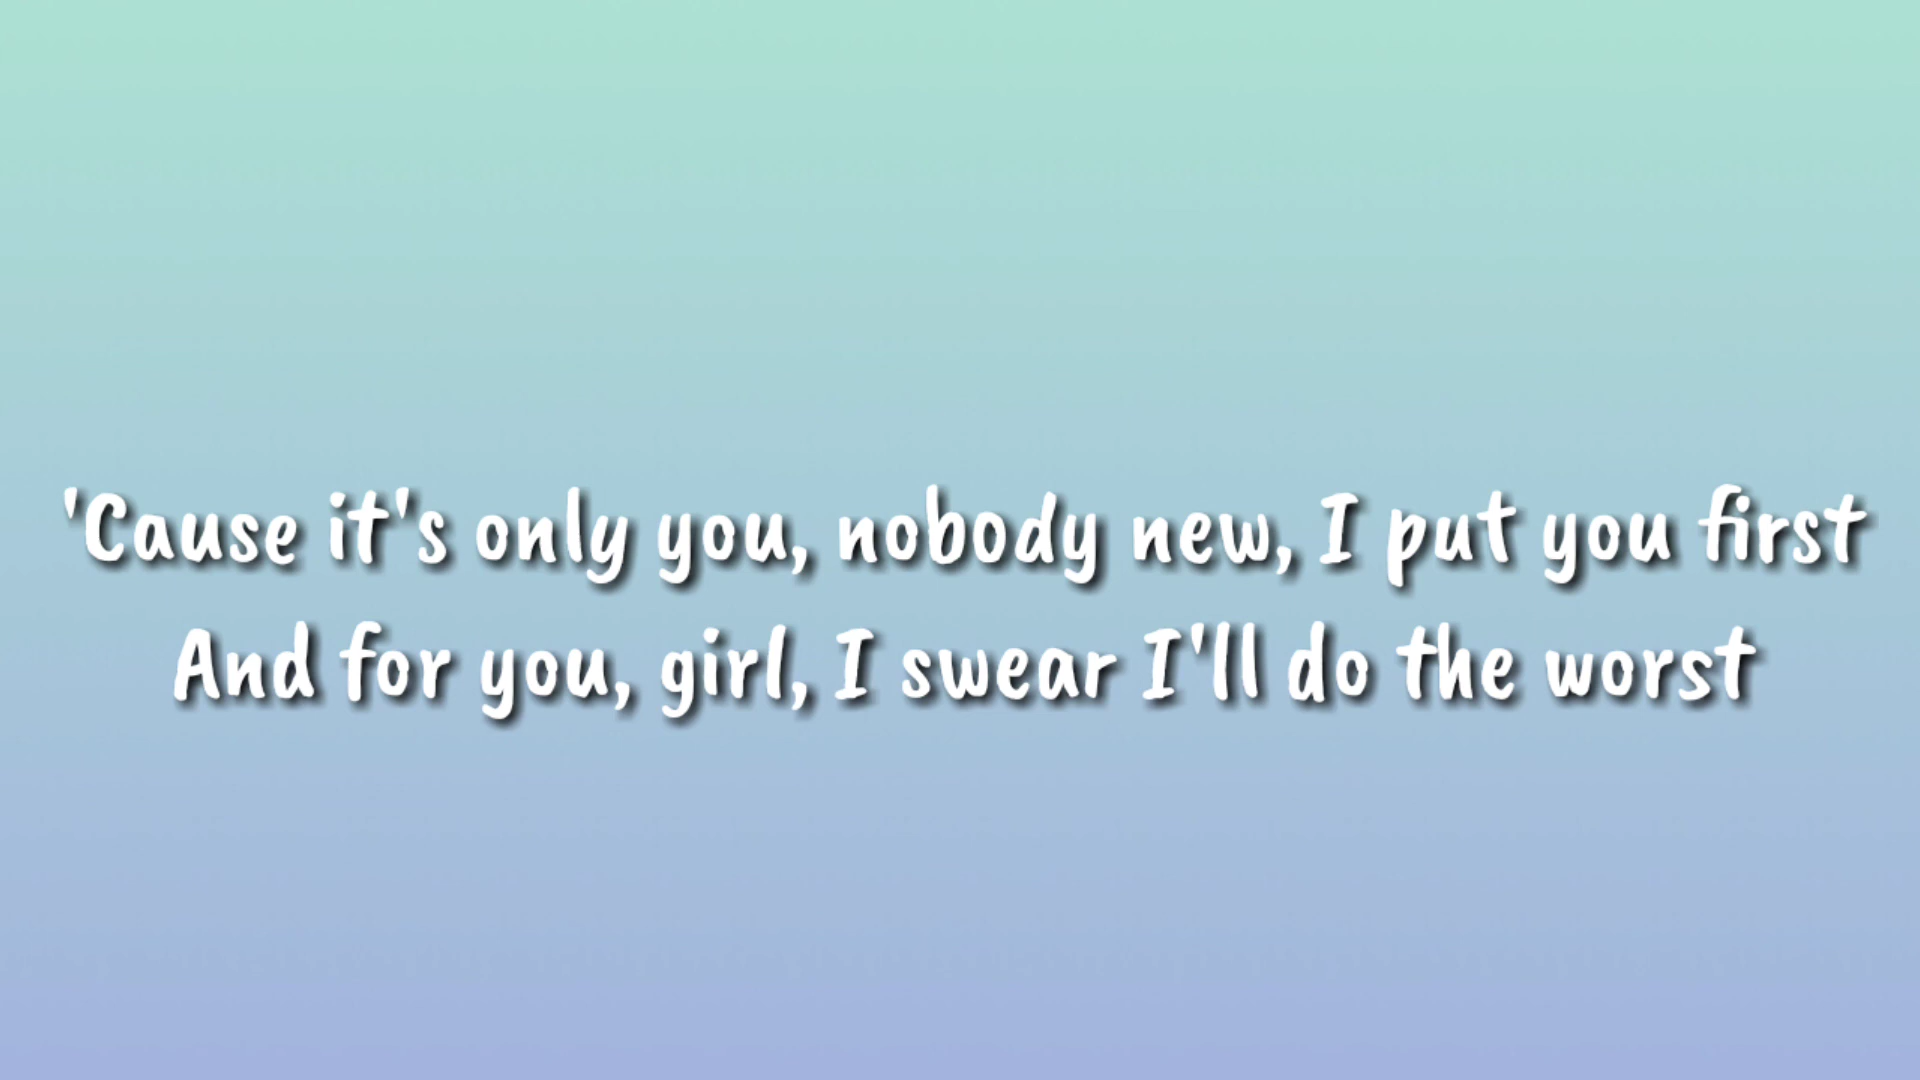 'Cause it's only you, nobody new, I put you first
And for you, girl, I swear I'll do the worst